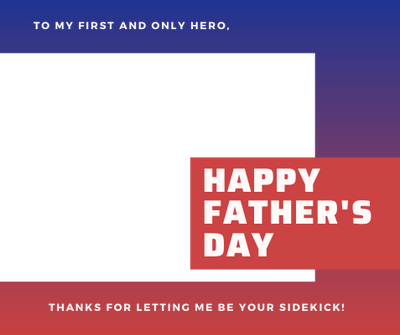 TO MY FIRST AND ONLY HERO,
HAPPY
FATHER'S
DAY
THANKS FOR LETTING ME BE YOUR SIDEKICK!